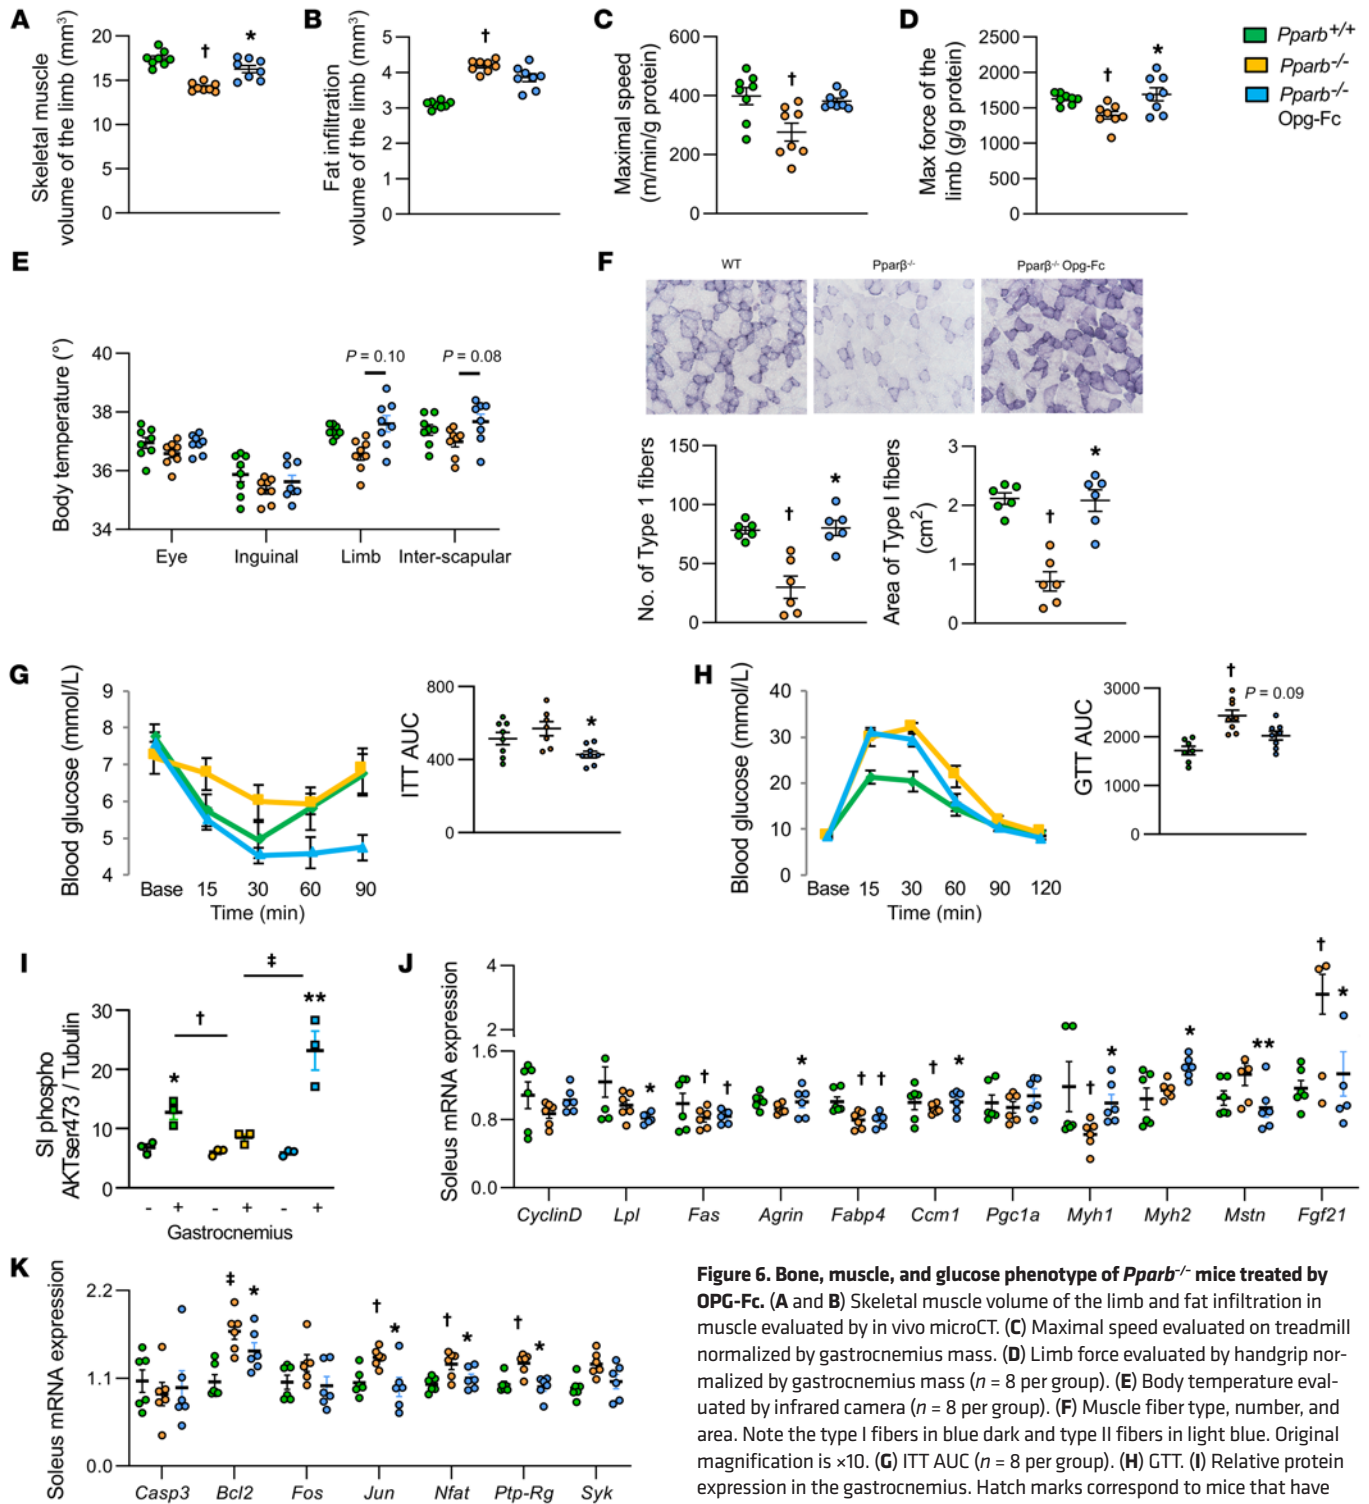 A
Skeletal muscle
volume of the limb (mm³)
20
15
10
5
0
†
*
B
Fat infiltration
volume of the limb (mm³)
5
4
3
2
1
0
†
C
Maximal speed
(m/min/g protein)
600
400
200
0
†
D
Max force of the
limb (g/g protein)
2500
2000
1500
1000
500
0
†
*
Pparb+/+
Pparb-/-
Pparb-/-
Opg-Fc
E
Body temperature (°)
40
38
36
34
P = 0.10
P = 0.08
Eye
Inguinal
Limb
Inter-scapular
F
WT
Pparβ-/-
Pparβ-/- Opg-Fc
No. of Type 1 fibers
150
100
50
0
†
*
Area of Type I fibers
(cm²)
3
2
1
0
†
*
G
Blood glucose (mmol/L)
9
8
7
6
5
4
Base 15 30 60 90
Time (min)
ITT AUC
800
400
0
*
H
Blood glucose (mmol/L)
40
30
20
10
0
Base 15 30 60 90 120
Time (min)
GTT AUC
3000
2000
1000
0
†
P = 0.09
I
SI phospho
AKTser473 / Tubulin
30
20
10
0
*
†
‡
**
- + - + - +
Gastrocnemius
J
Soleus mRNA expression
4
2
1.6
0.8
0.0
* † † * † † † * † * * ** † *
CyclinD Lpl Fas Agrin Fabp4 Ccm1 Pgc1a Myh1 Myh2 Mstn Fgf21
K
Soleus mRNA expression
2.2
1.1
0.0
‡ * † * † * † *
Casp3 Bcl2 Fos Jun Nfat Ptp-Rg Syk
Figure 6. Bone, muscle, and glucose phenotype of Pparb-/- mice treated by
OPG-Fc. (A and B) Skeletal muscle volume of the limb and fat infiltration in
muscle evaluated by in vivo microCT. (C) Maximal speed evaluated on treadmill
normalized by gastrocnemius mass. (D) Limb force evaluated by handgrip nor-
malized by gastrocnemius mass (n = 8 per group). (E) Body temperature eval-
uated by infrared camera (n = 8 per group). (F) Muscle fiber type, number, and
area. Note the type I fibers in blue dark and type II fibers in light blue. Original
magnification is ×10. (G) ITT AUC (n = 8 per group). (H) GTT. (I) Relative protein
expression in the gastrocnemius. Hatch marks correspond to mice that have